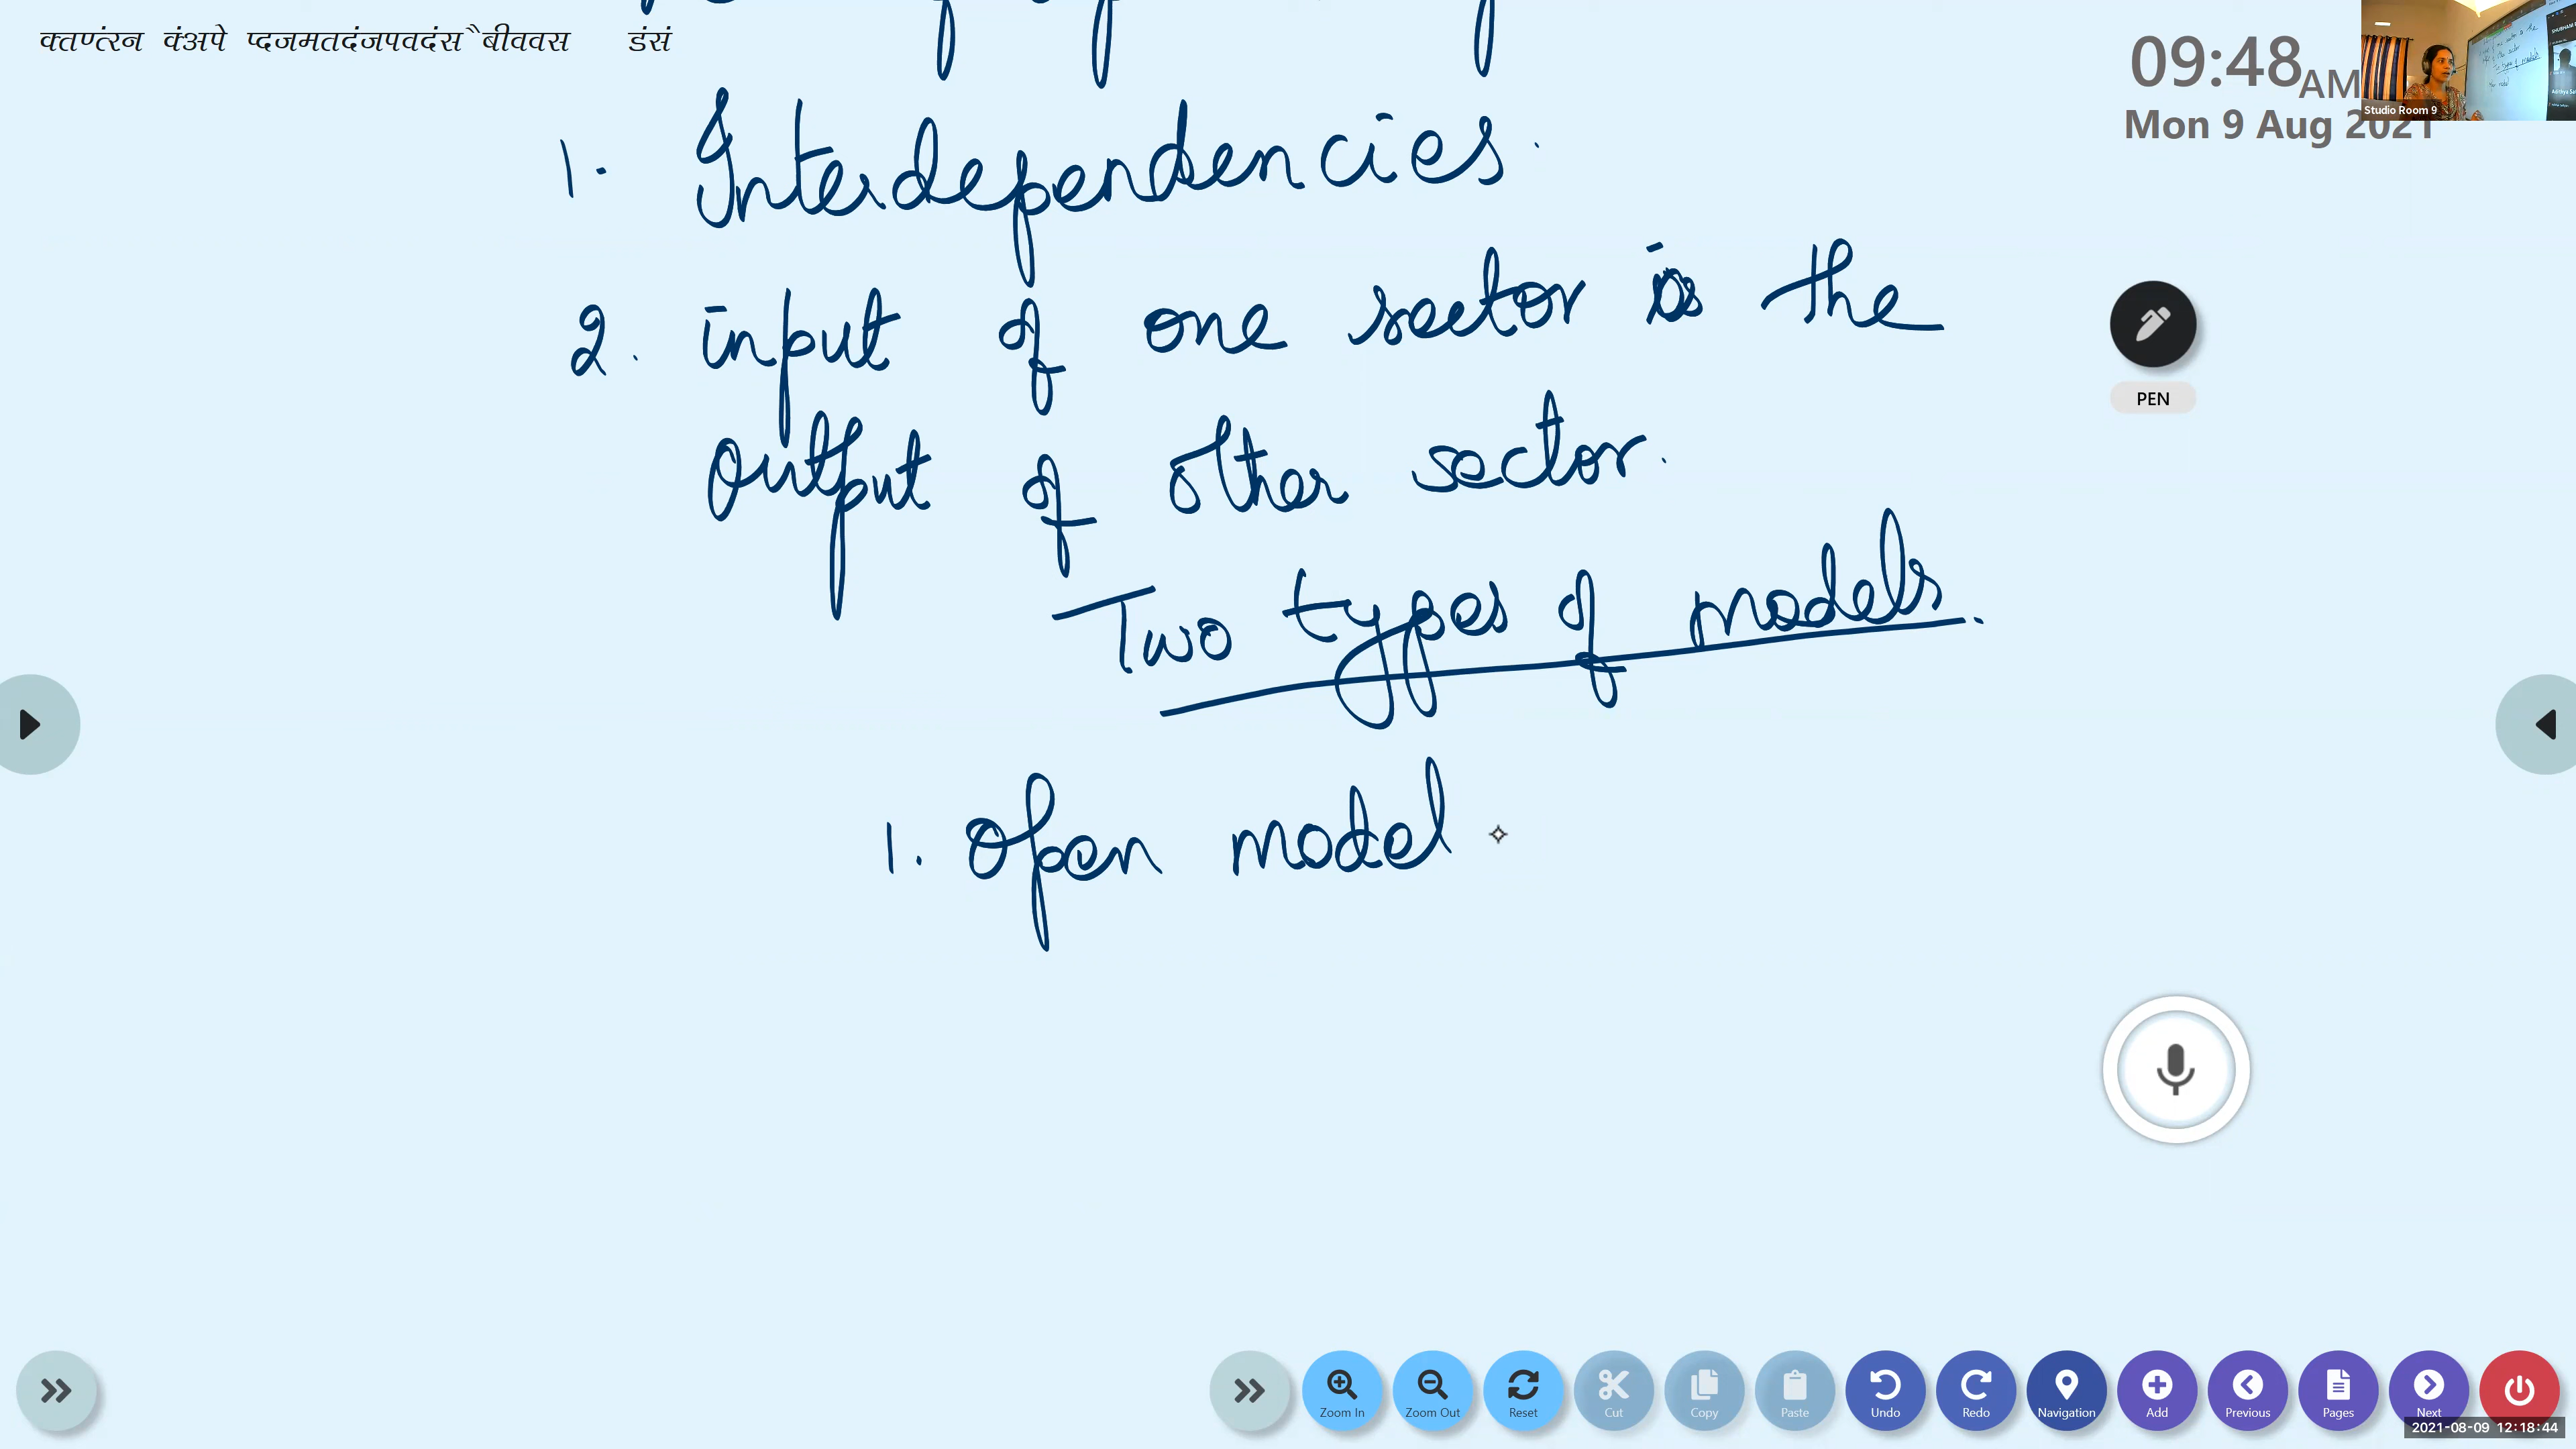 क्तण्तंरन वंअपे प्दजमतदंजपवदंस ैबीववस डंसं
09:48 AM
Mon 9 Aug 2021
Studio Room 9
1. Interdependencies.
2. input of one sector is the
output of other sector.
Two types of models.
1. Open model
PEN
Zoom In
Zoom Out
Reset
Cut
Copy
Paste
Undo
Redo
Navigation
Add
Previous
Pages
Next
2021-08-09 12:18:44